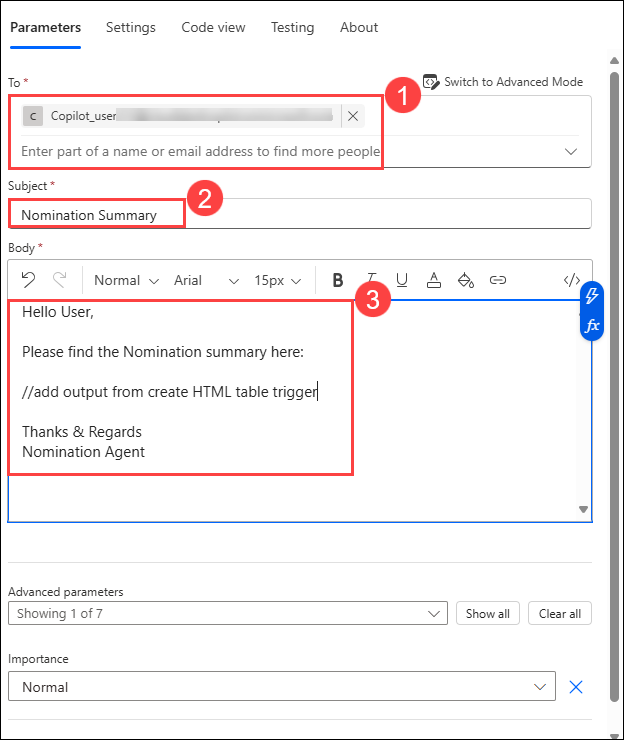 Parameters Settings Code view Testing About
To *
Switch to Advanced Mode
1
C Copilot_user
Enter part of a name or email address to find more people
Subject *
2
Nomination Summary
Body *
Normal Arial 15px B I U A </>
3
fx
Hello User,
Please find the Nomination summary here:
//add output from create HTML table trigger
Thanks & Regards
Nomination Agent
Advanced parameters
Showing 1 of 7 Show all Clear all
Importance
Normal